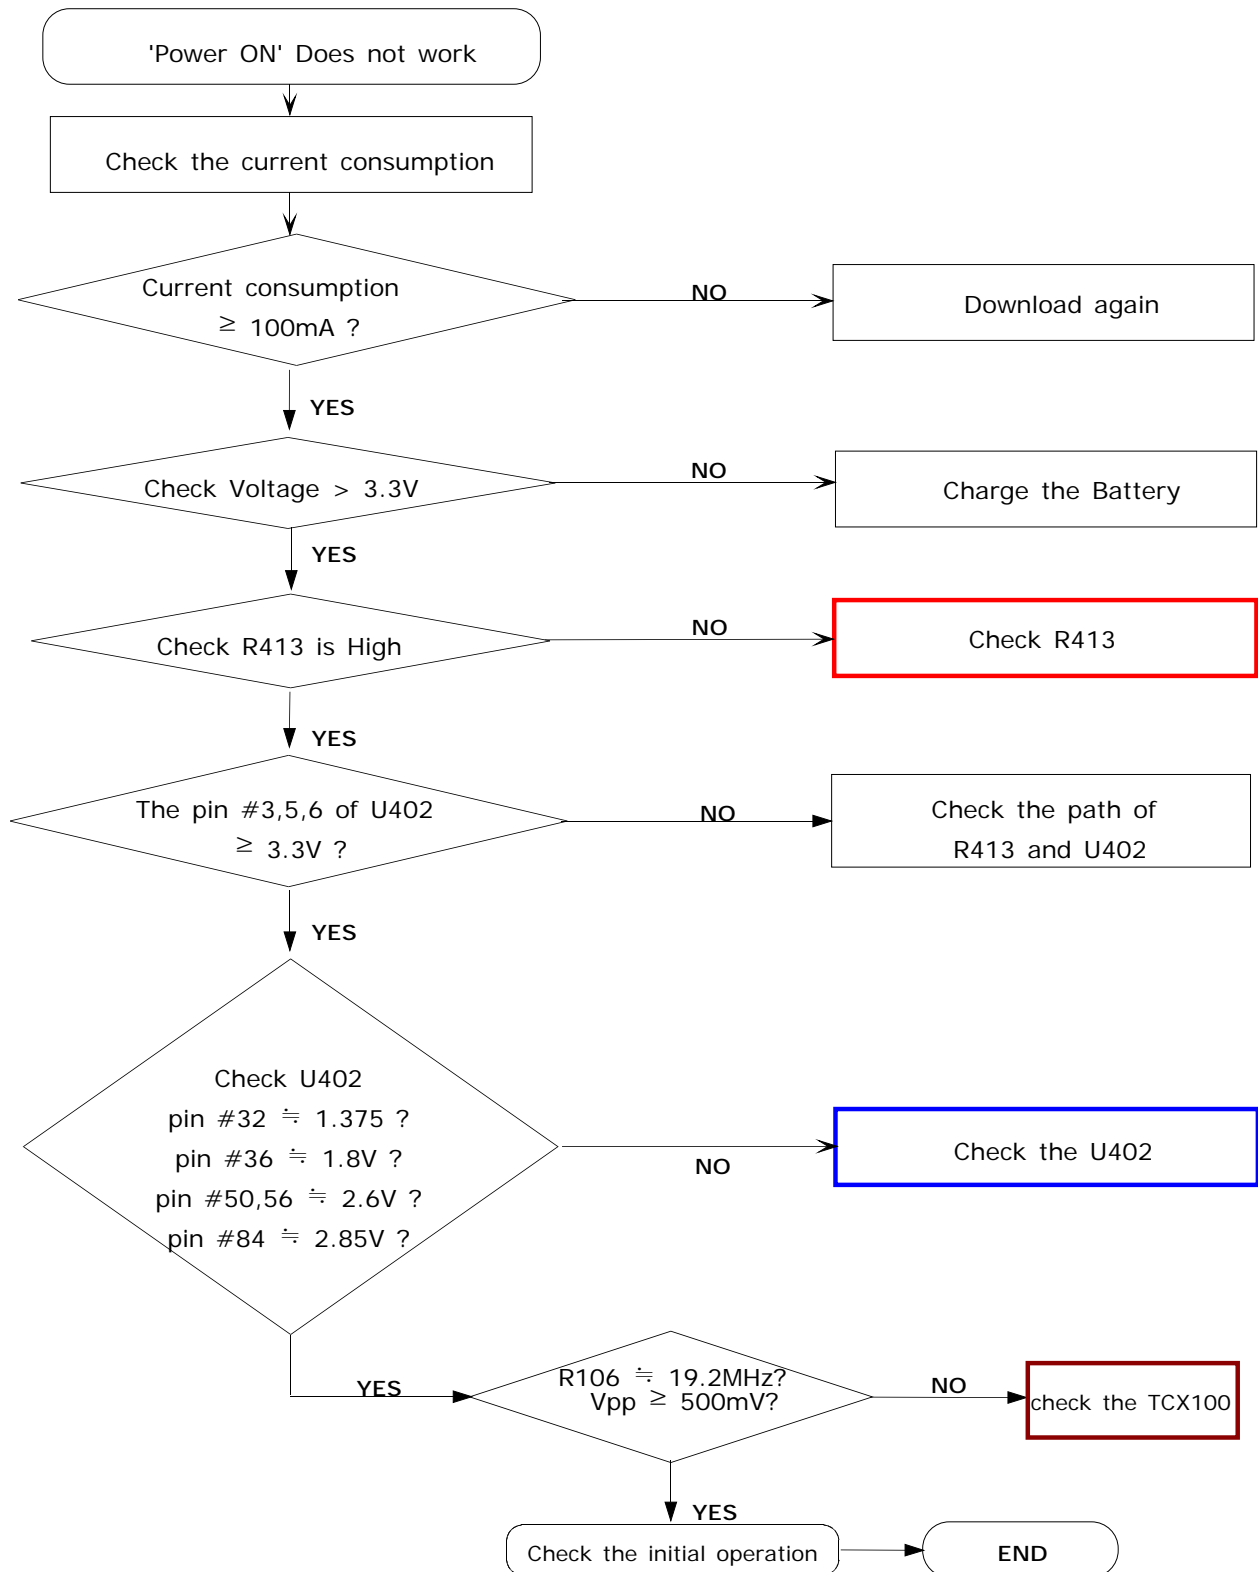 'Power ON' Does not work
Check the current consumption
Current consumption
≥ 100mA ?
NO
Download again
YES
Check Voltage > 3.3V
NO
Charge the Battery
YES
Check R413 is High
NO
Check R413
YES
The pin #3,5,6 of U402
≥ 3.3V ?
NO
Check the path of
R413 and U402
YES
Check U402
pin #32 ≒ 1.375 ?
pin #36 ≒ 1.8V ?
pin #50,56 ≒ 2.6V ?
pin #84 ≒ 2.85V ?
NO
Check the U402
YES
R106 ≒ 19.2MHz?
Vpp ≥ 500mV?
NO
check the TCX100
YES
Check the initial operation
END